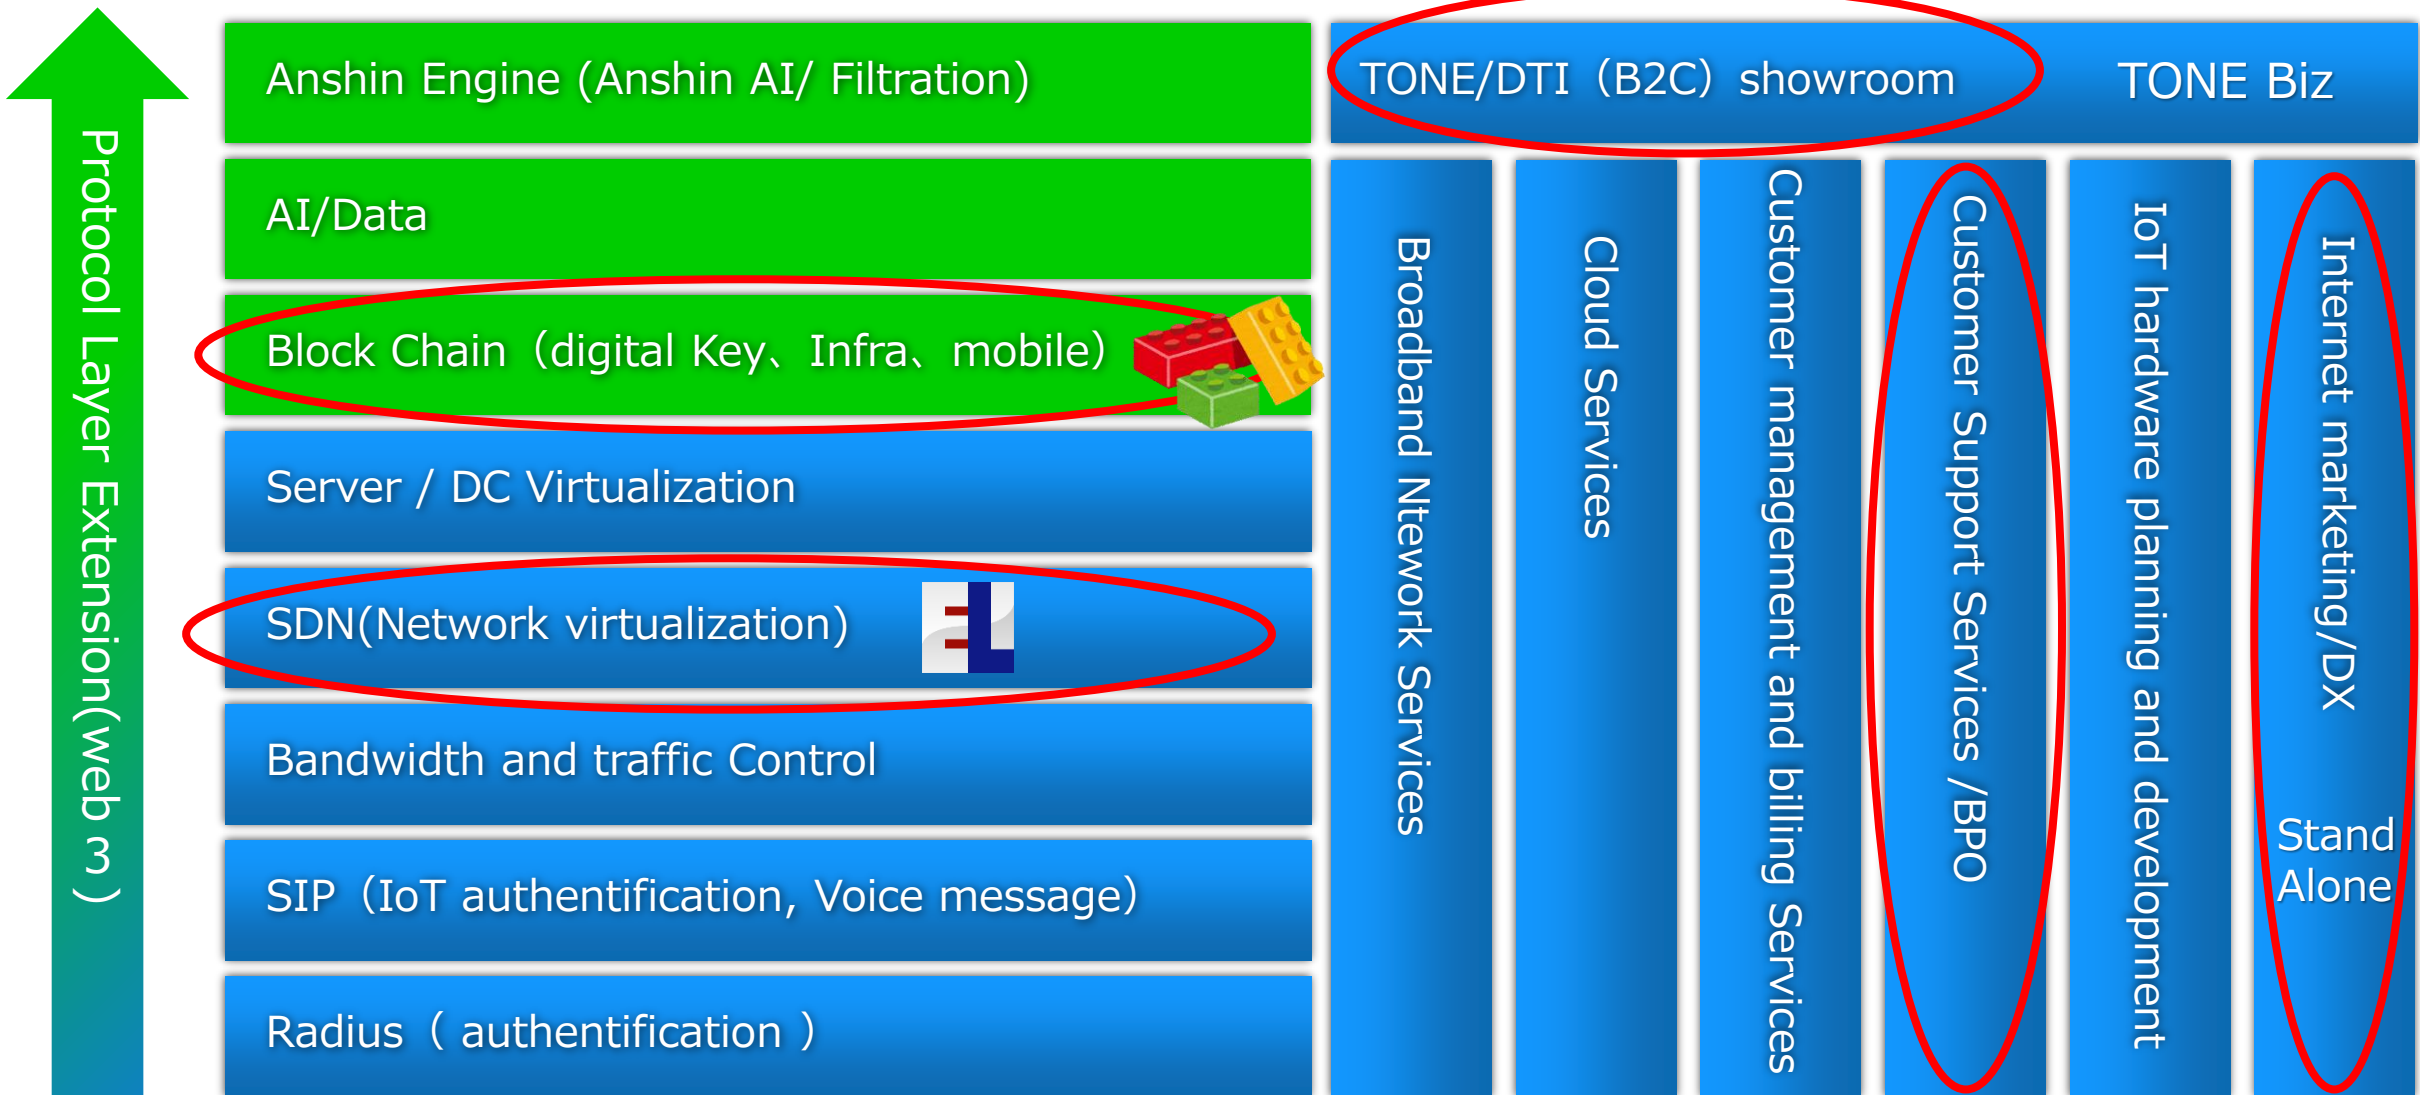 Protocol Layer Extension(web３)
Anshin Engine (Anshin AI/ Filtration)
AI/Data
Block Chain（digital Key、Infra、mobile）
Server / DC Virtualization
SDN(Network virtualization)
EL
Bandwidth and traffic Control
SIP（IoT authentification, Voice message）
Radius（ authentification ）
TONE/DTI（B2C）showroom
TONE Biz
Broadband Ntework Services
Cloud Services
Customer management and billing Services
Customer Support Services /BPO
IoT hardware planning and development
Internet marketing/DX
Stand
Alone